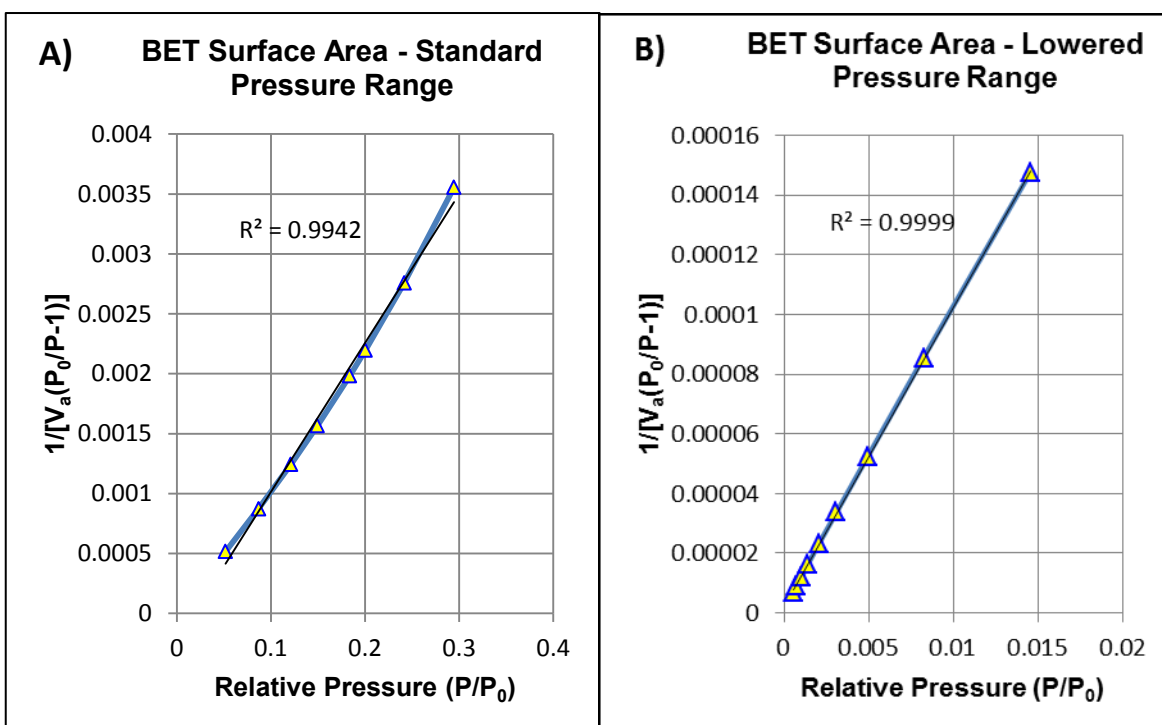 A)
BET Surface Area - Standard
Pressure Range
0.004
0.0035
0.003
0.0025
0.002
0.0015
0.001
0.0005
0
R² = 0.9942
1/[Vₐ(P₀/P-1)]
0 0.1 0.2 0.3 0.4
Relative Pressure (P/P₀)
B)
BET Surface Area - Lowered
Pressure Range
0.00016
0.00014
0.00012
0.0001
0.00008
0.00006
0.00004
0.00002
0
R² = 0.9999
1/[Vₐ(P₀/P-1)]
0 0.005 0.01 0.015 0.02
Relative Pressure (P/P₀)